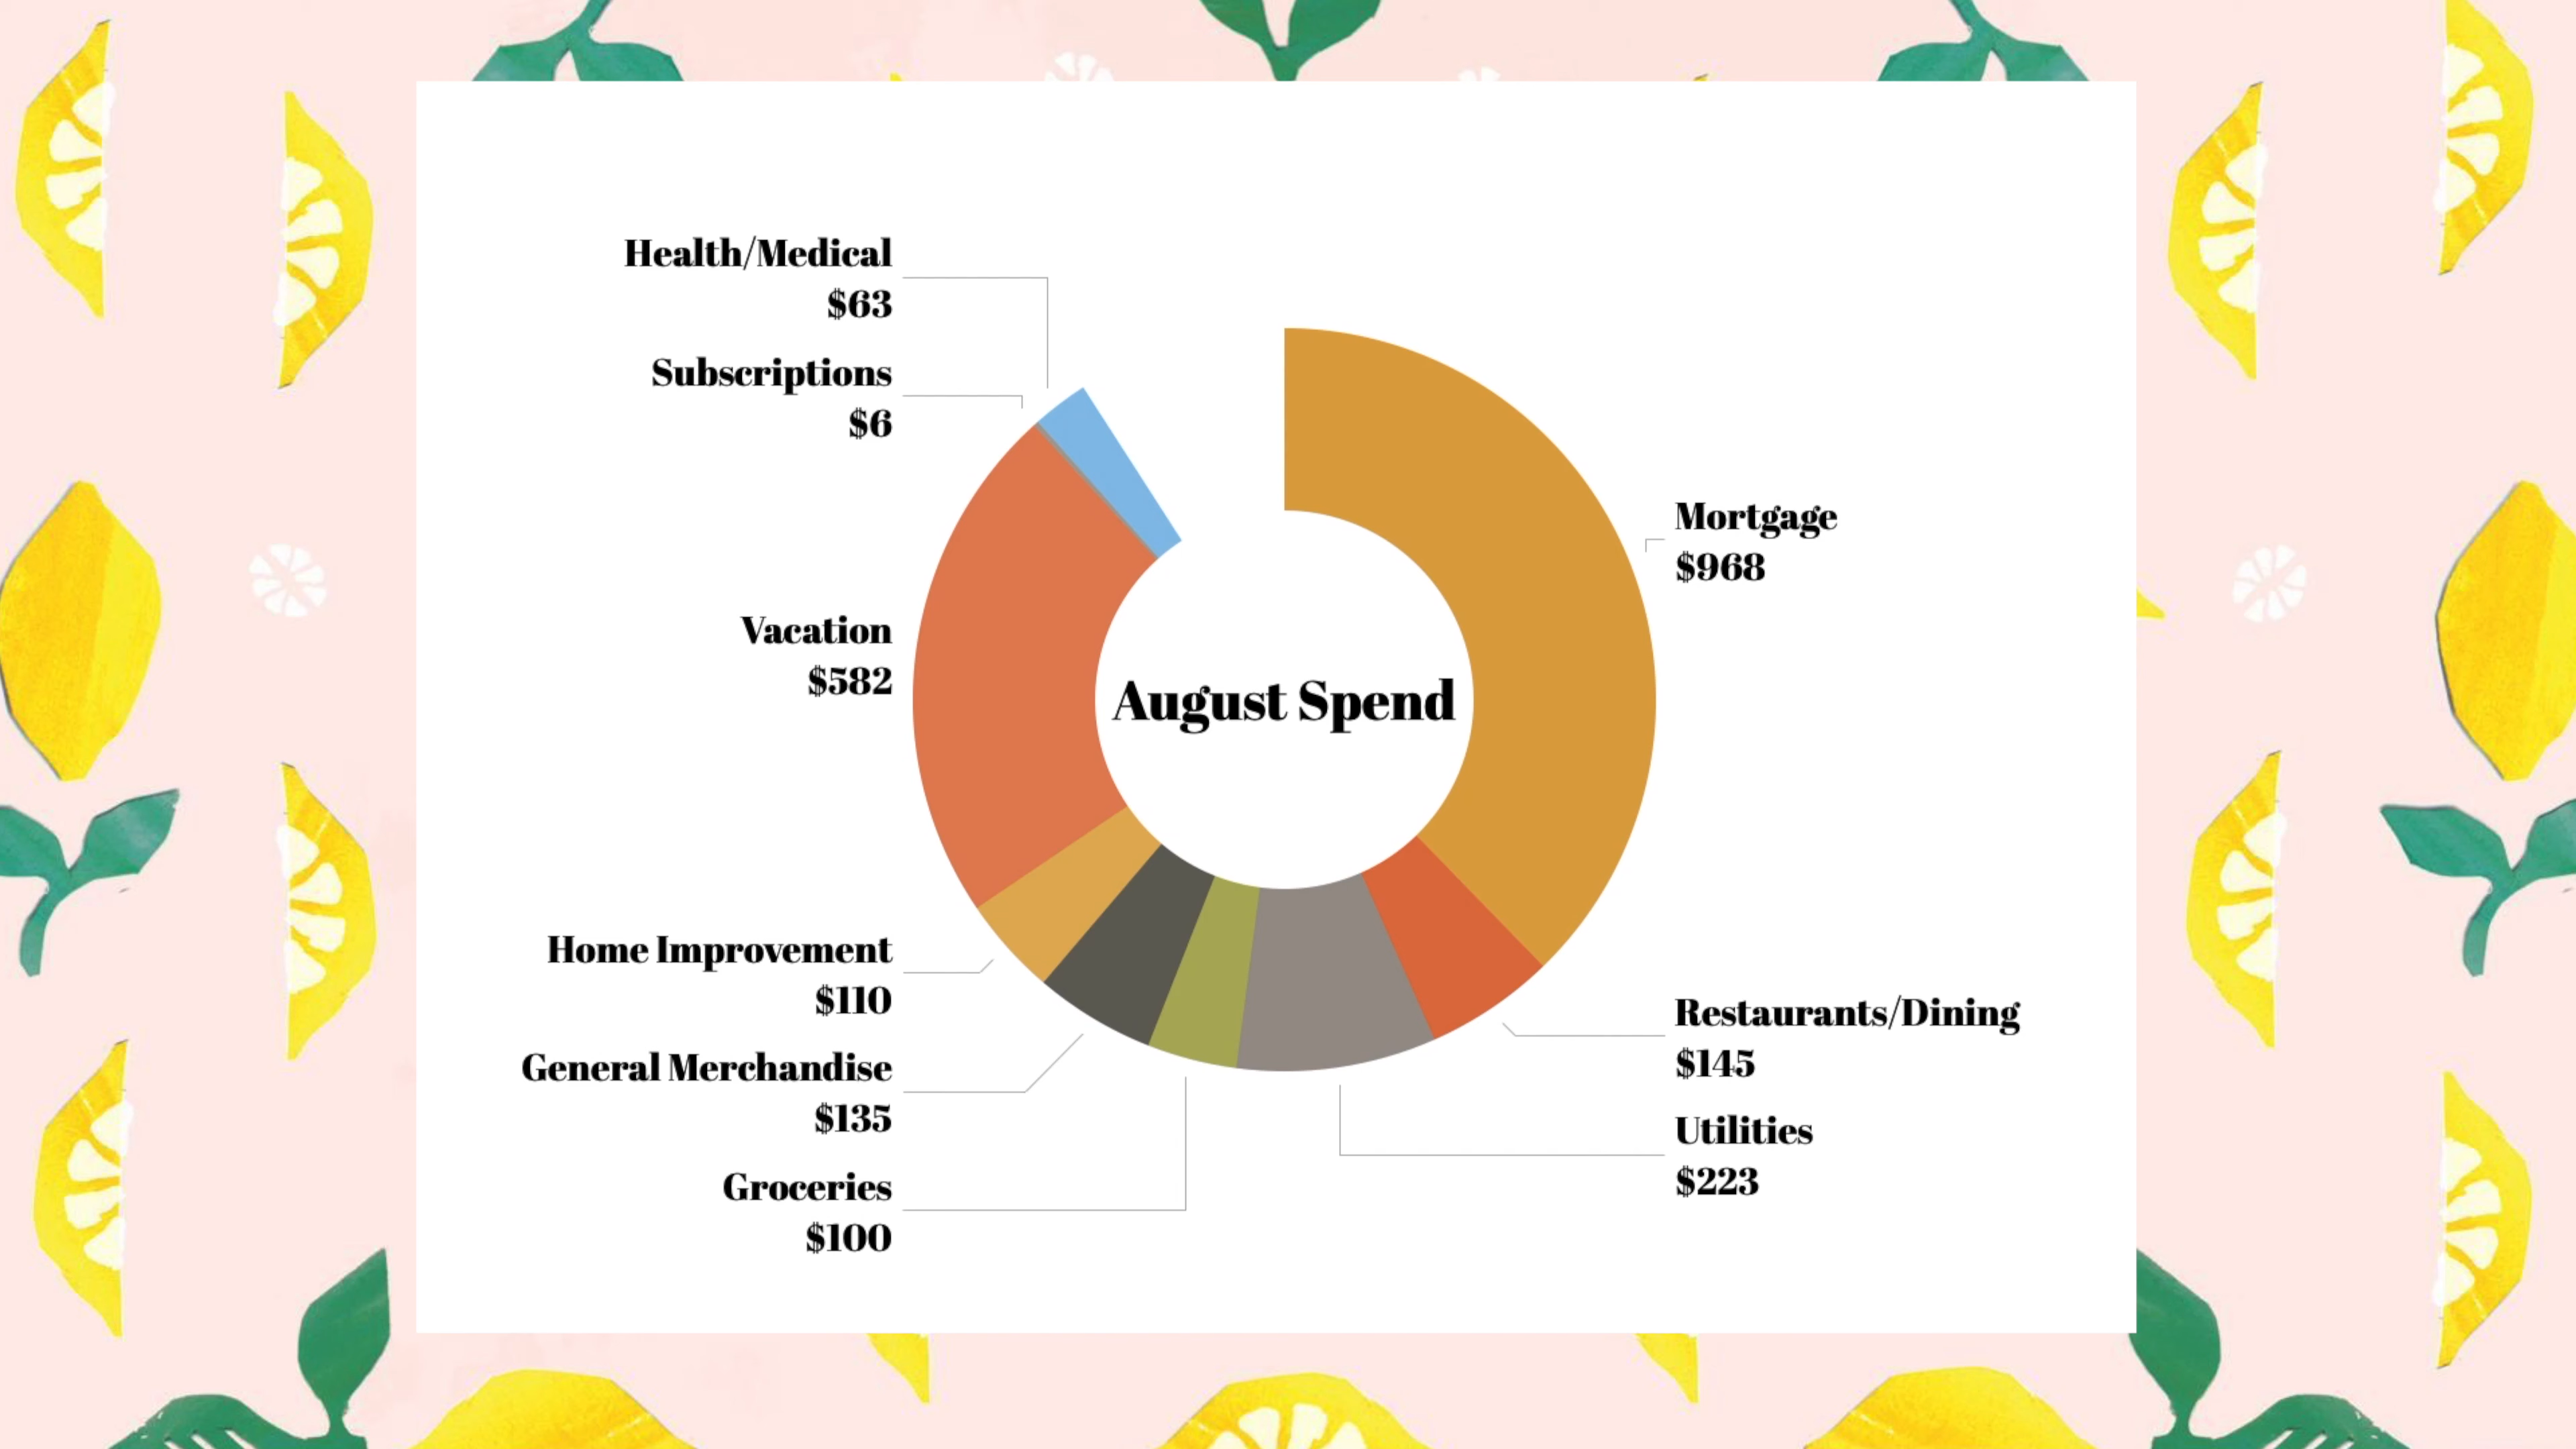 Health/Medical
$63
Subscriptions
$6
Vacation
$582
Home Improvement
$110
General Merchandise
$135
Groceries
$100
August Spend
Mortgage
$968
Restaurants/Dining
$145
Utilities
$223